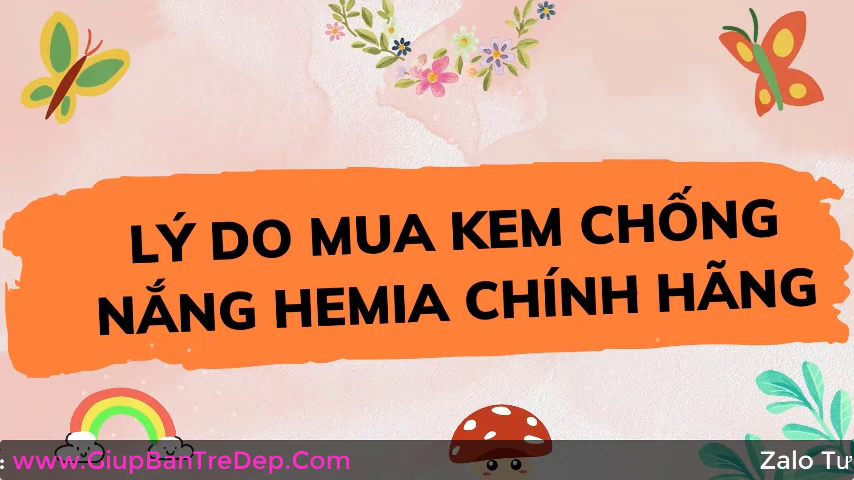 LÝ DO MUA KEM CHỐNG
NẮNG HEMIA CHÍNH HÃNG
: www.GiupBanTreDep.Com
Zalo Tư